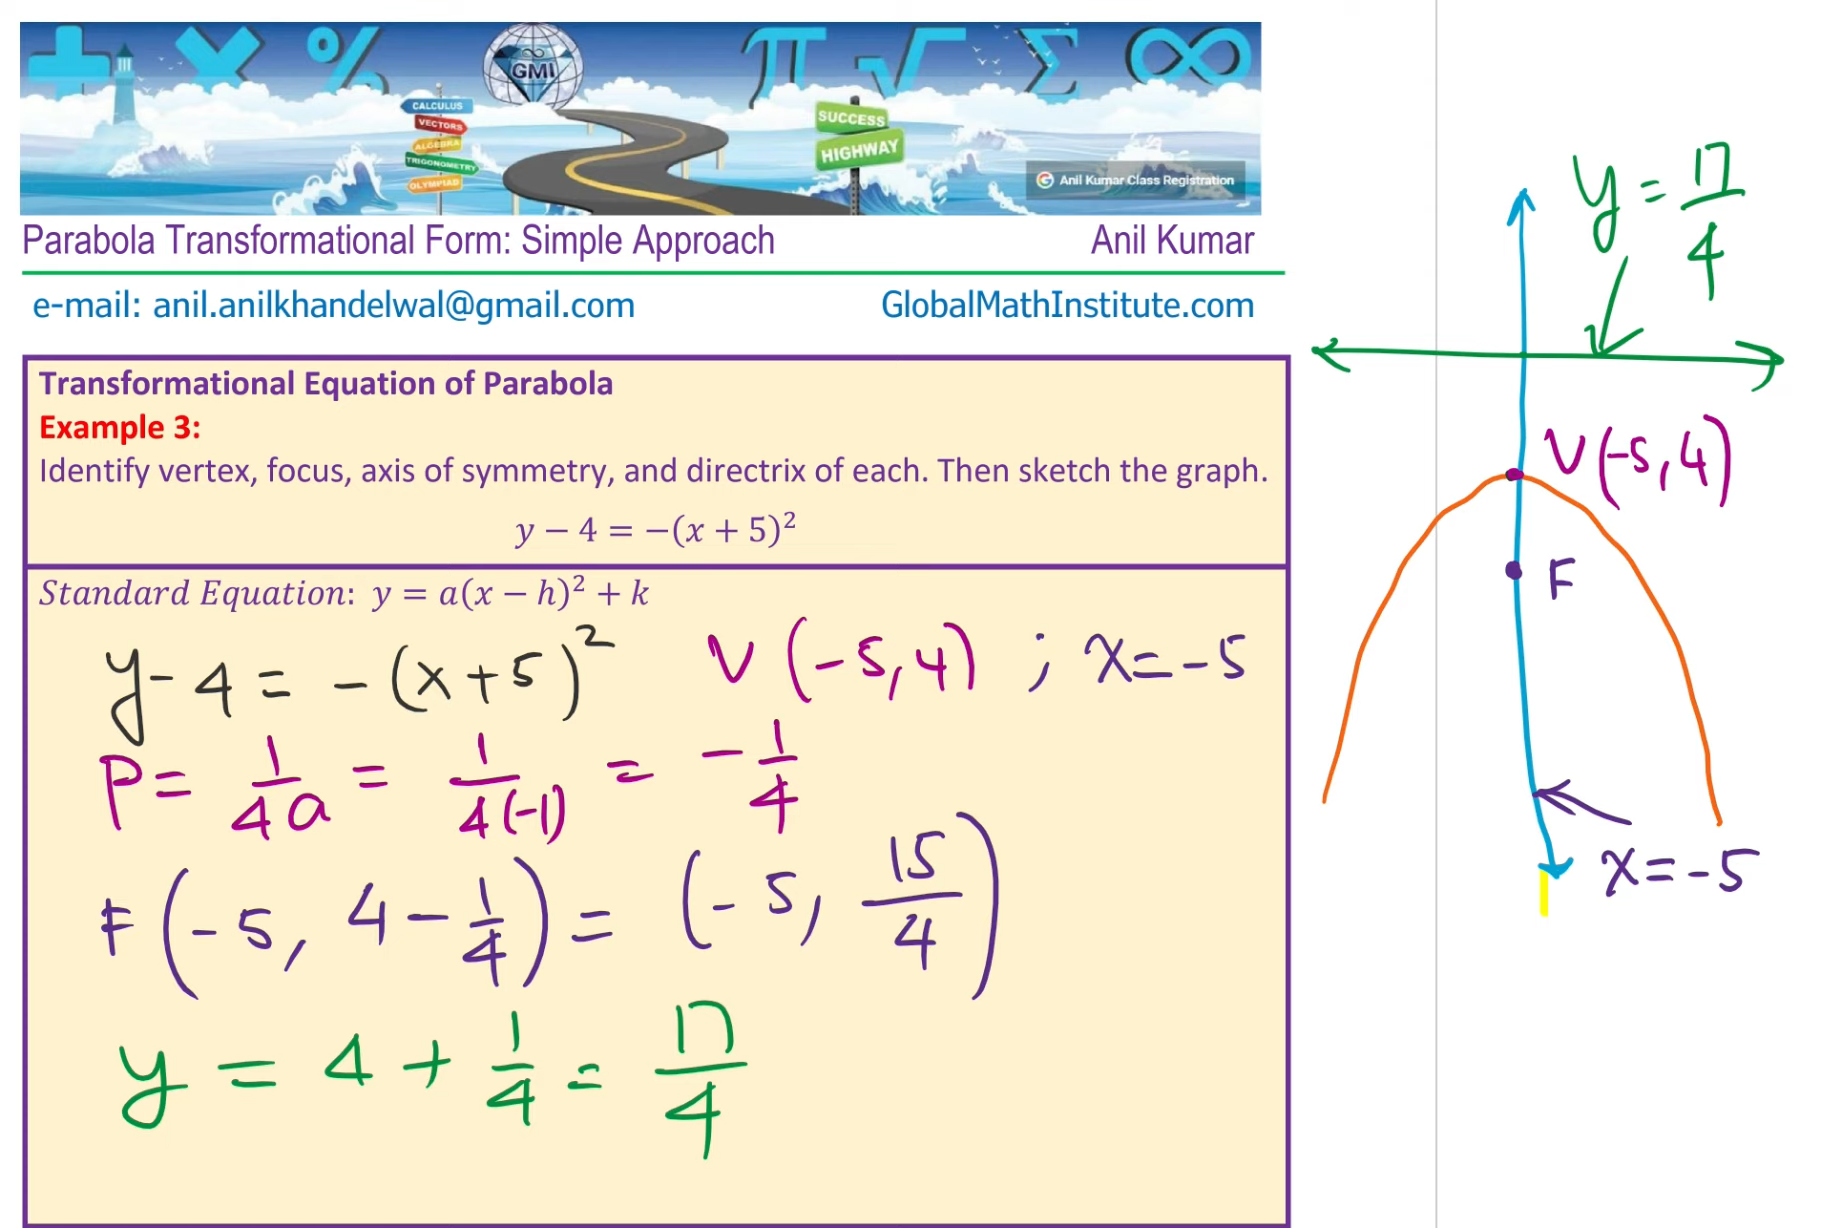 + × % π √ Σ ∞
GMI
CALCULUS
VECTORS
ALGEBRA
TRIGONOMETRY
OLYMPIAD
SUCCESS
HIGHWAY
G Anil Kumar Class Registration
Parabola Transformational Form: Simple Approach Anil Kumar
e-mail: anil.anilkhandelwal@gmail.com GlobalMathInstitute.com
Transformational Equation of Parabola
Example 3:
Identify vertex, focus, axis of symmetry, and directrix of each. Then sketch the graph.
y − 4 = −(x + 5)²
Standard Equation: y = a(x − h)² + k
y - 4 = - (x + 5)² V (-5, 4) ; x = -5
P = 1/4a = 1/4(-1) = - 1/4
F (-5, 4 - 1/4) = (-5, 15/4)
y = 4 + 1/4 = 17/4
y = 17/4
V(-5, 4)
F
x = -5